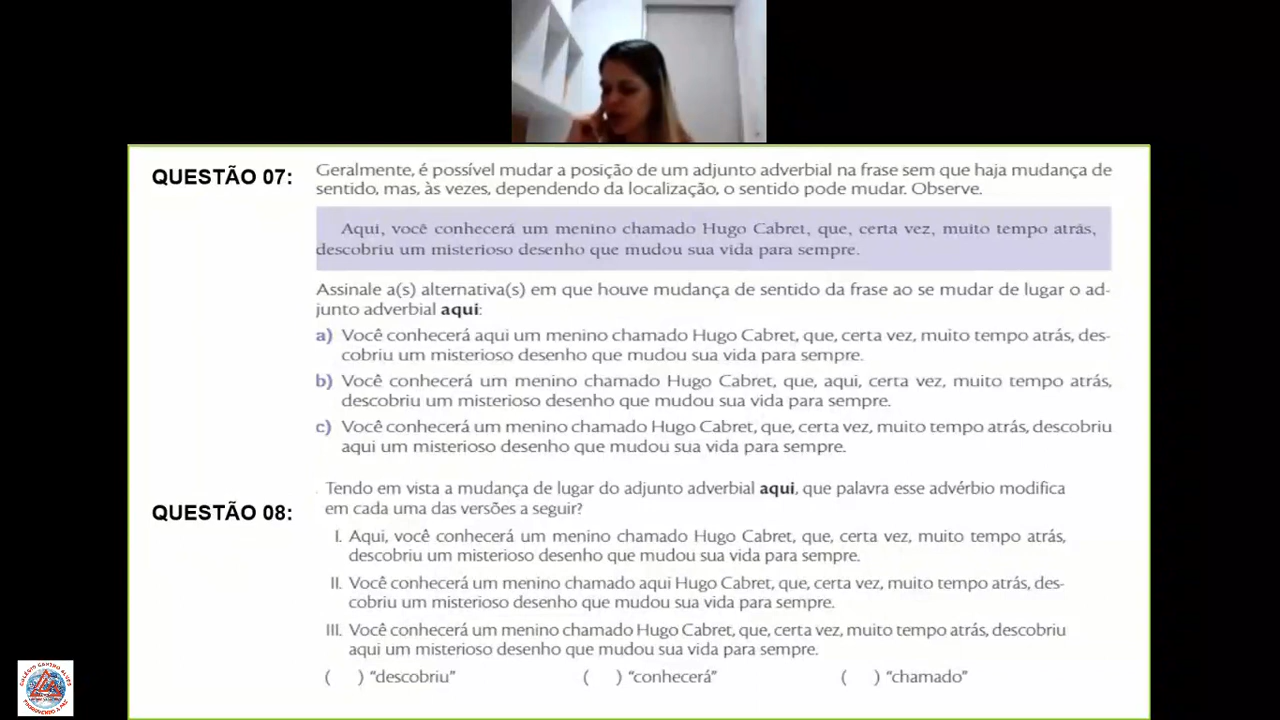 QUESTÃO 07:
Geralmente, é possível mudar a posição de um adjunto adverbial na frase sem que haja mudança de
sentido, mas, às vezes, dependendo da localização, o sentido pode mudar. Observe.
Aqui, você conhecerá um menino chamado Hugo Cabret, que, certa vez, muito tempo atrás,
descobriu um misterioso desenho que mudou sua vida para sempre.
Assinale a(s) alternativa(s) em que houve mudança de sentido da frase ao se mudar de lugar o ad-
junto adverbial aqui:
a) Você conhecerá aqui um menino chamado Hugo Cabret, que, certa vez, muito tempo atrás, des-
cobriu um misterioso desenho que mudou sua vida para sempre.
b) Você conhecerá um menino chamado Hugo Cabret, que, aqui, certa vez, muito tempo atrás,
descobriu um misterioso desenho que mudou sua vida para sempre.
c) Você conhecerá um menino chamado Hugo Cabret, que, certa vez, muito tempo atrás, descobriu
aqui um misterioso desenho que mudou sua vida para sempre.
QUESTÃO 08:
Tendo em vista a mudança de lugar do adjunto adverbial aqui, que palavra esse advérbio modifica
em cada uma das versões a seguir?
I. Aqui, você conhecerá um menino chamado Hugo Cabret, que, certa vez, muito tempo atrás,
descobriu um misterioso desenho que mudou sua vida para sempre.
II. Você conhecerá um menino chamado aqui Hugo Cabret, que, certa vez, muito tempo atrás, des-
cobriu um misterioso desenho que mudou sua vida para sempre.
III. Você conhecerá um menino chamado Hugo Cabret, que, certa vez, muito tempo atrás, descobriu
aqui um misterioso desenho que mudou sua vida para sempre.
( ) “descobriu” ( ) “conhecerá” ( ) “chamado”